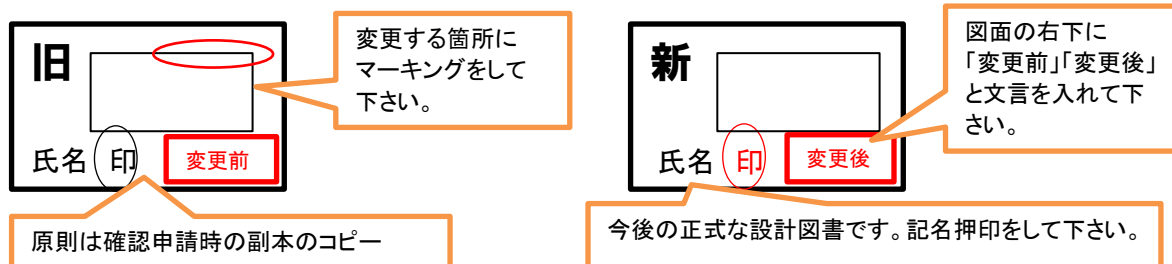 旧
変更する箇所に
マーキングをして
下さい。
氏名 印 変更前
原則は確認申請時の副本のコピー
新
図面の右下に
「変更前」「変更後」
と文言を入れて下
さい。
氏名 印 変更後
今後の正式な設計図書です。記名押印をして下さい。